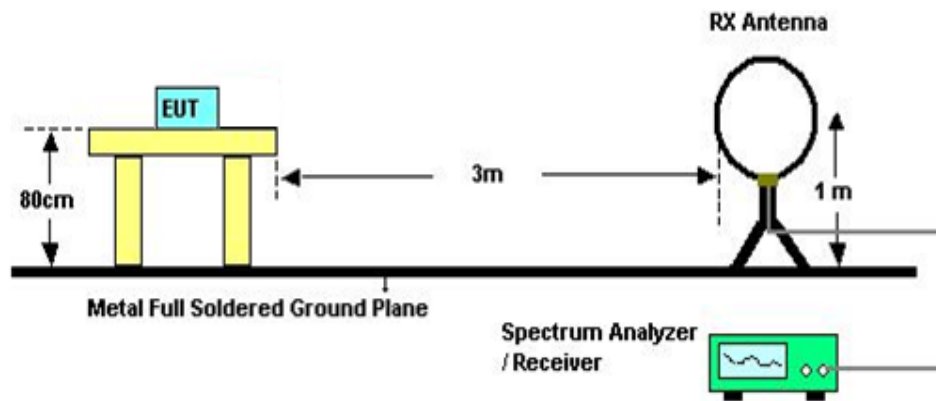 RX Antenna
EUT
3m
80cm
1 m
Metal Full Soldered Ground Plane
Spectrum Analyzer
/ Receiver